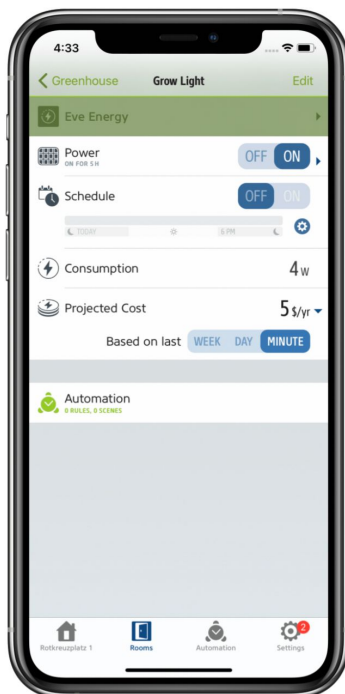 4:33
Greenhouse
Grow Light
Edit
Eve Energy
Power
ON FOR 5 H
OFF ON
Schedule
OFF ON
TODAY
6 PM
Consumption
4 W
Projected Cost
5 $/yr
Based on last WEEK DAY MINUTE
Automation
0 RULES, 0 SCENES
2
Rotkreuzplatz 1
Rooms
Automation
Settings